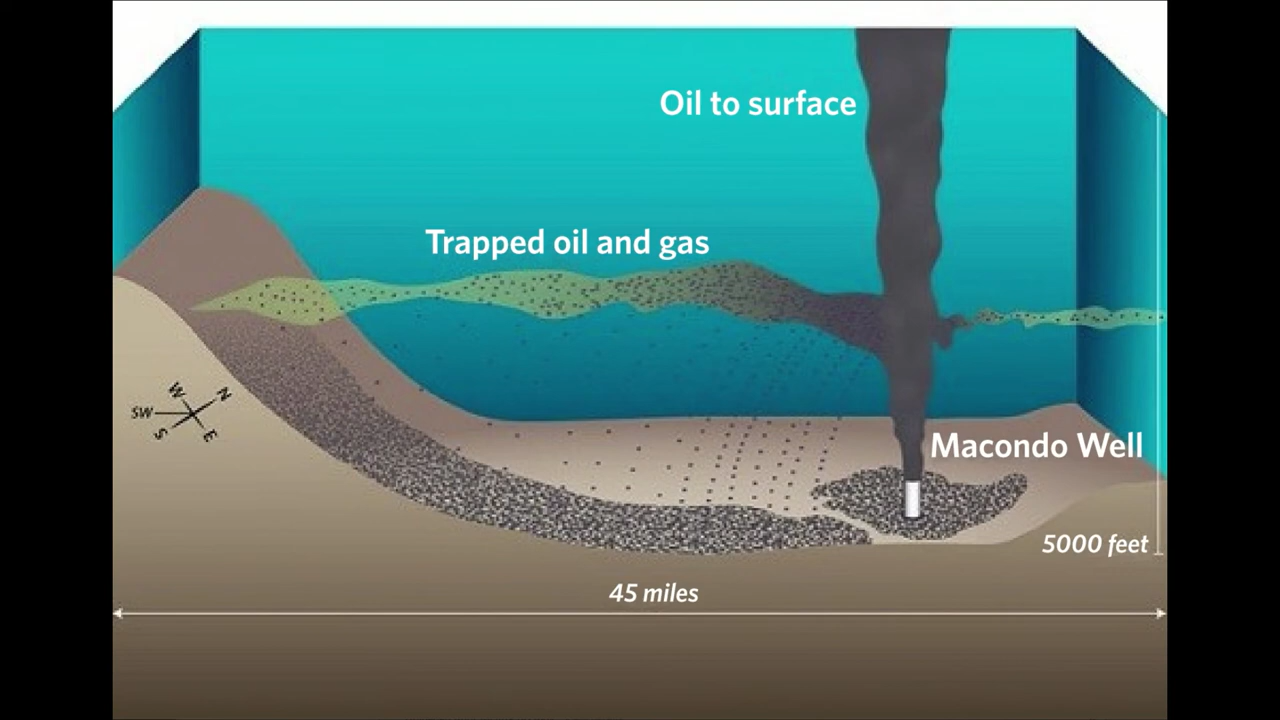 Oil to surface
Trapped oil and gas
W
N
SW
S
E
Macondo Well
5000 feet
45 miles